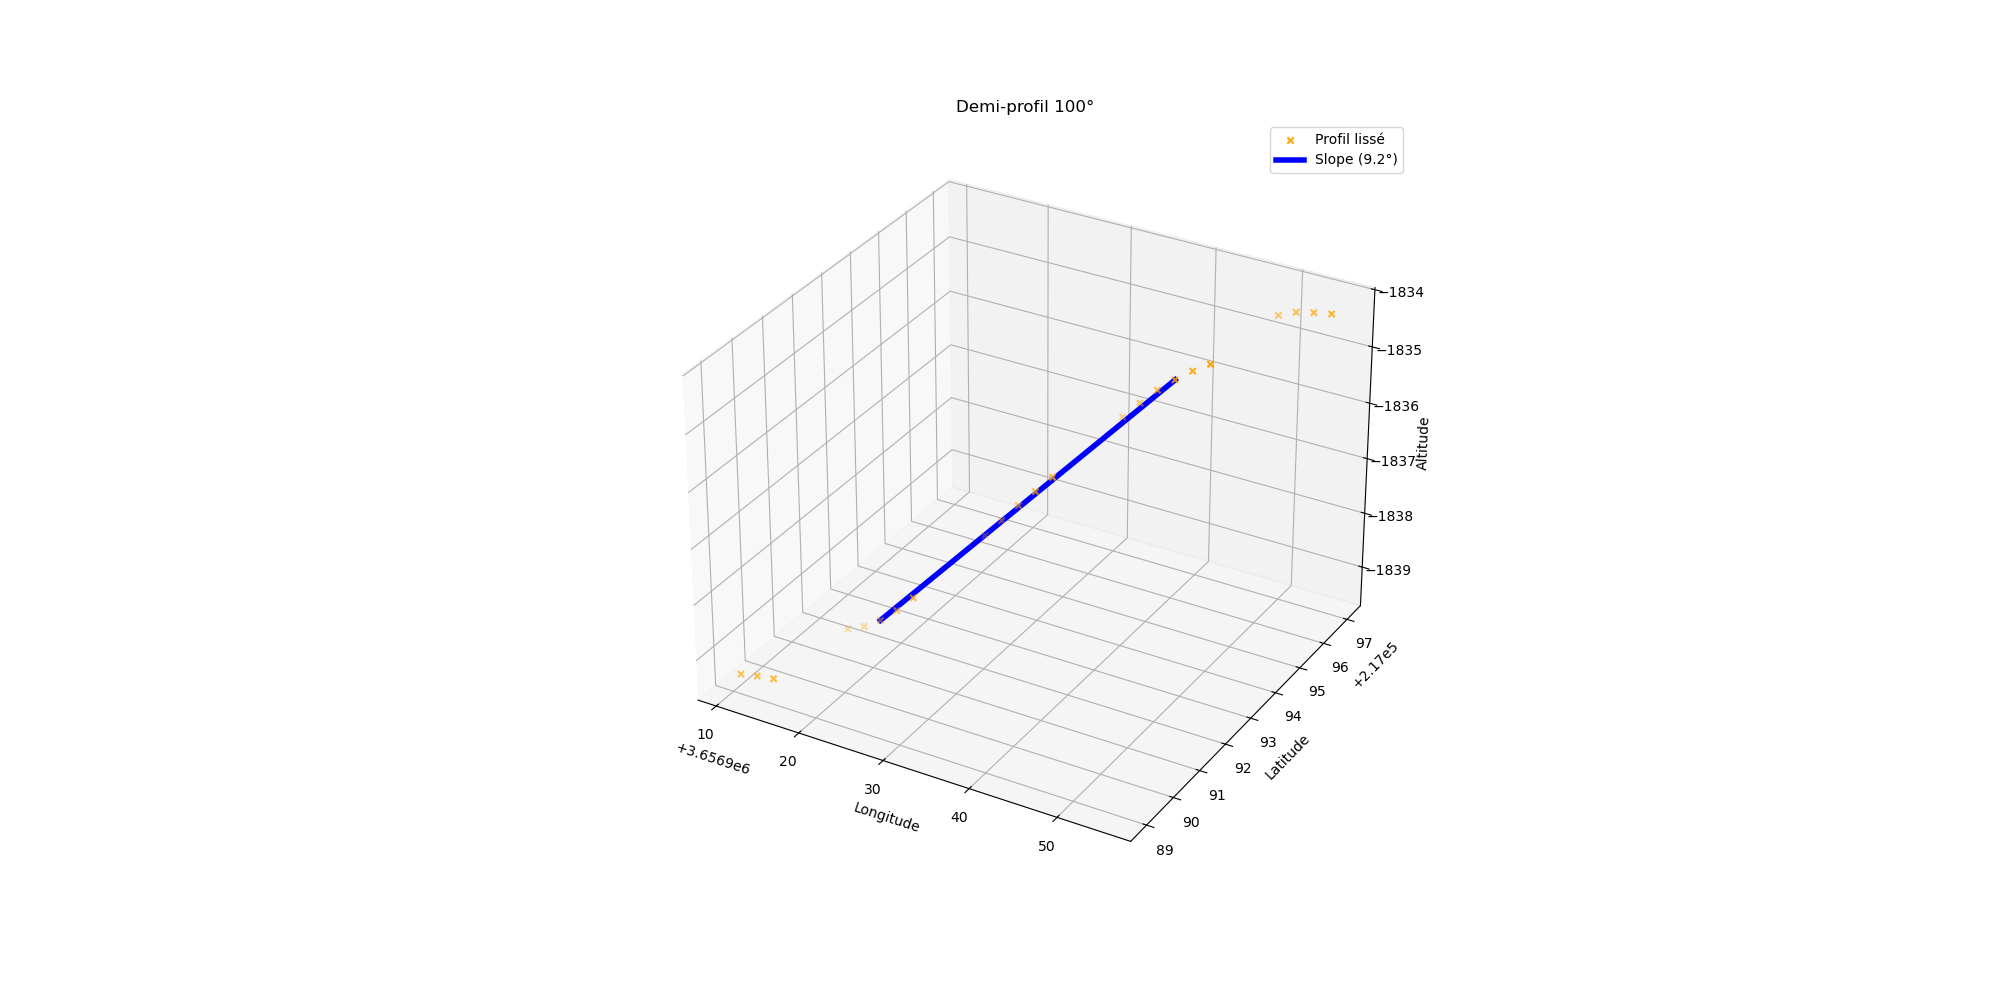 Demi-profil 100°
Profil lissé
Slope (9.2°)
−1834
−1835
−1836
−1837
−1838
−1839
Altitude
97
96
95
94
93
92
91
90
89
+2.17e5
Latitude
10
20
30
40
50
+3.6569e6
Longitude